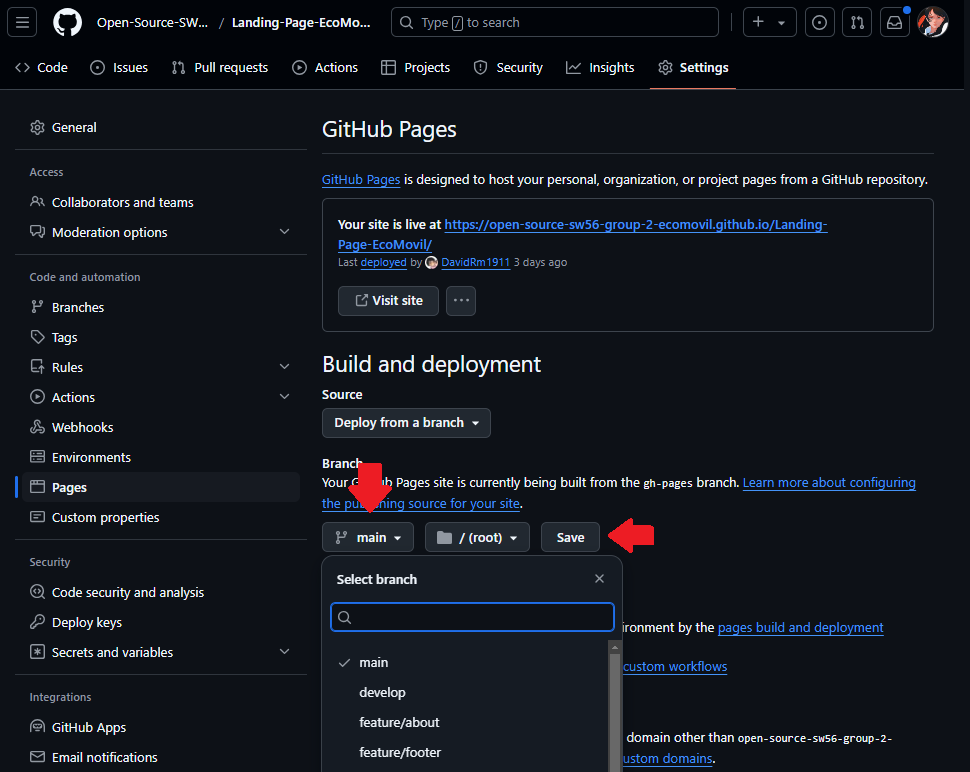 Open-Source-SW... / Landing-Page-EcoMo...
Type / to search
Code Issues Pull requests Actions Projects Security Insights Settings
General
Access
Collaborators and teams
Moderation options
Code and automation
Branches
Tags
Rules
Actions
Webhooks
Environments
Pages
Custom properties
Security
Code security and analysis
Deploy keys
Secrets and variables
Integrations
GitHub Apps
Email notifications
GitHub Pages
GitHub Pages is designed to host your personal, organization, or project pages from a GitHub repository.
Your site is live at https://open-source-sw56-group-2-ecomovil.github.io/Landing-
Page-EcoMovil/
Last deployed by DavidRm1911 3 days ago
Visit site
Build and deployment
Source
Deploy from a branch
Branch
Your Pages site is currently being built from the gh-pages branch. Learn more about configuring
the source for your site.
main / (root) Save
Select branch
main
develop
feature/about
feature/footer
by the pages build and deployment
custom workflows
domain other than open-source-sw56-group-2-
domains.